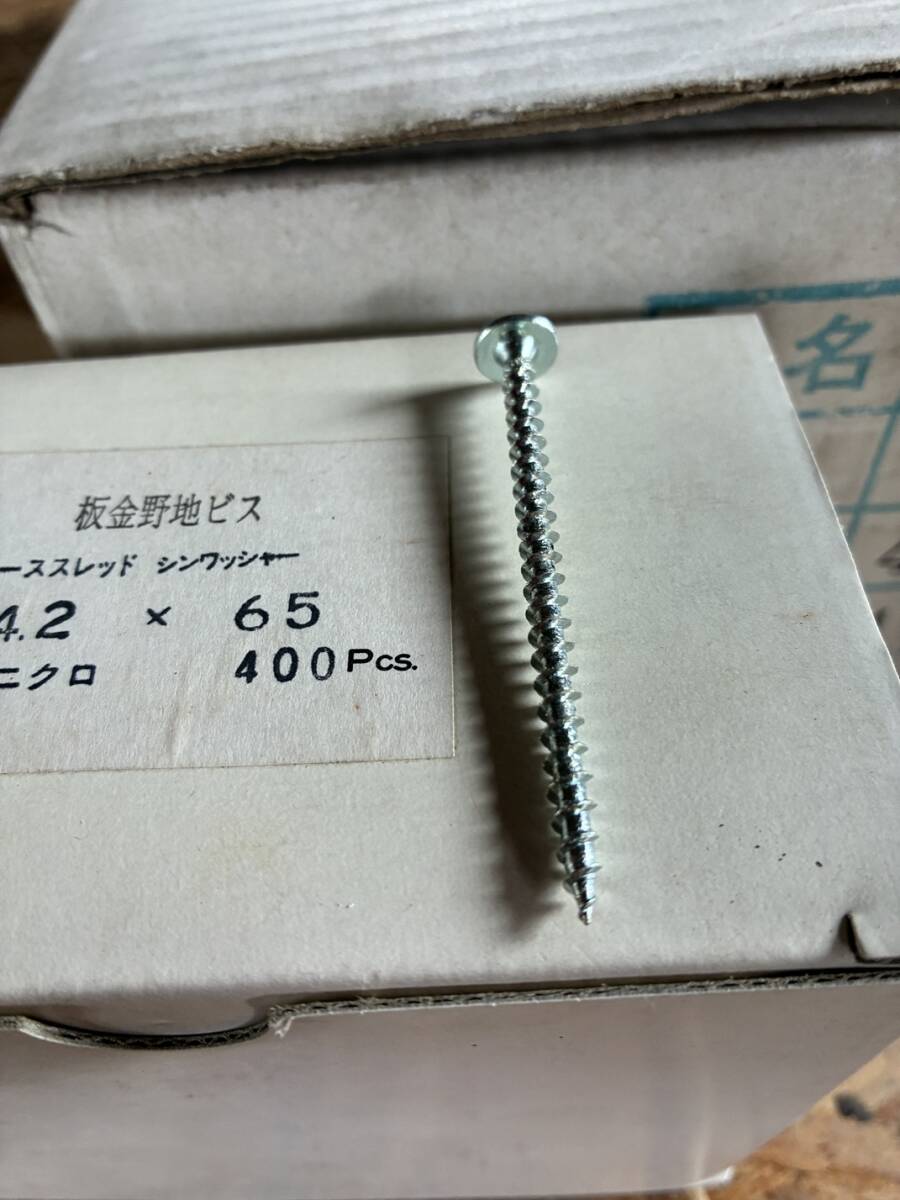 名
板金野地ビス
ーススレッド シンワッシャー
4.2 × 65
ニクロ 400 Pcs.